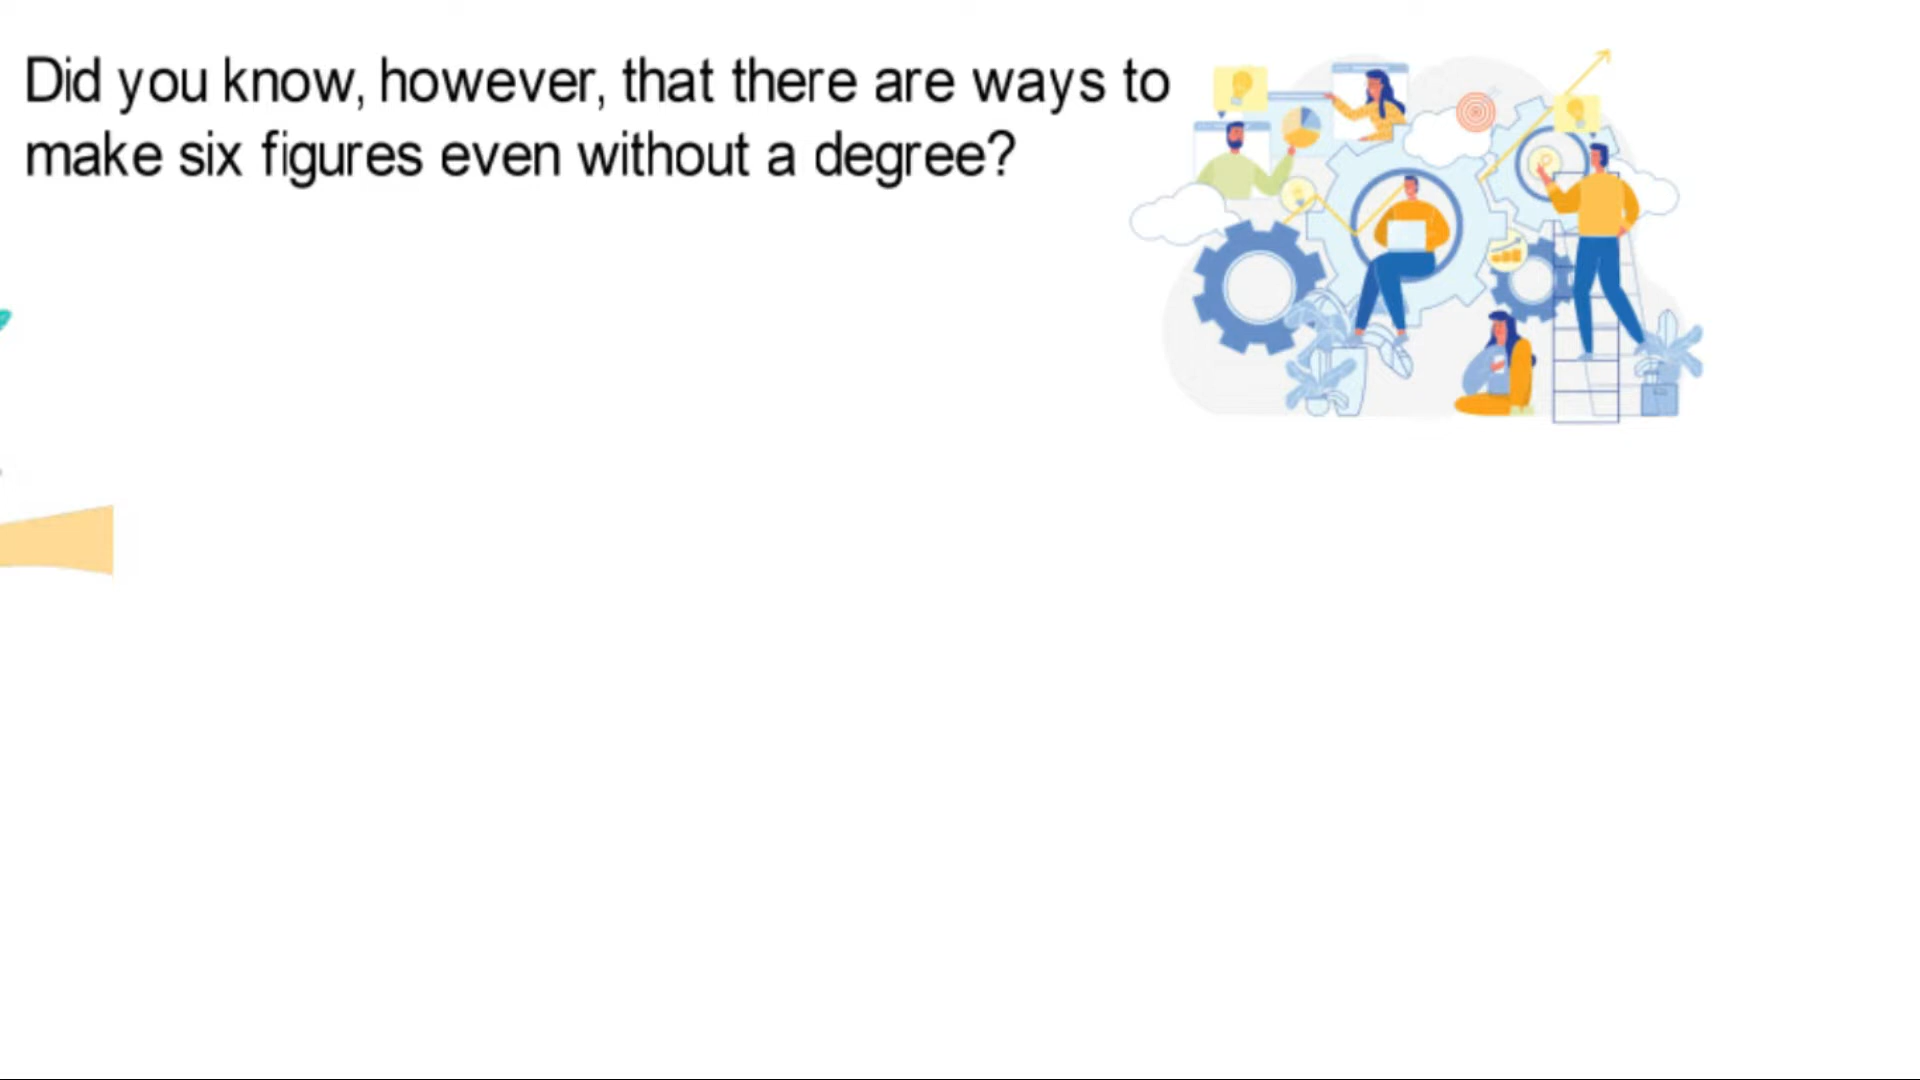 Did you know, however, that there are ways to
make six figures even without a degree?